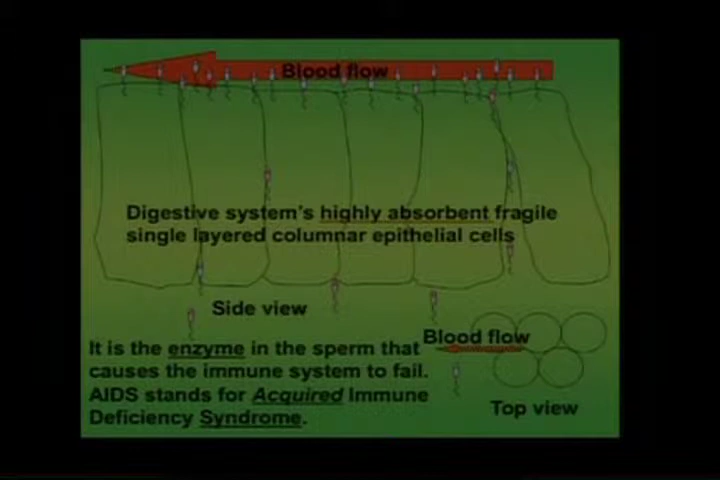 Blood flow
Digestive system's highly absorbent fragile
single layered columnar epithelial cells
Side view
Blood flow
It is the enzyme in the sperm that
causes the immune system to fail.
AIDS stands for Acquired Immune
Deficiency Syndrome.
Top view